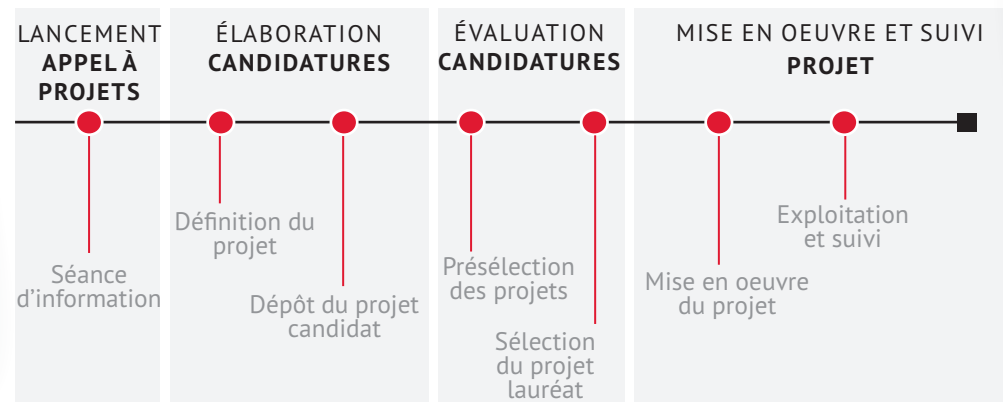 LANCEMENT
APPEL À
PROJETS
ÉLABORATION
CANDIDATURES
ÉVALUATION
CANDIDATURES
MISE EN OEUVRE ET SUIVI
PROJET
Séance
d'information
Définition du
projet
Dépôt du projet
candidat
Présélection
des projets
Sélection
du projet
lauréat
Mise en oeuvre
du projet
Exploitation
et suivi